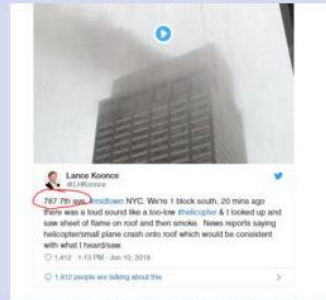 Lance Koonce
@LHKoonce
787 7th ave, #midtown NYC. We're 1 block south. 20 mins ago
there was a loud sound like a too-low #helicopter & I looked up and
saw sheet of flame on roof and then smoke. News reports saying
helicopter/small plane crash onto roof which would be consistent
with what I heard/saw.
1,412 1:13 PM - Jun 10, 2019
1,912 people are talking about this